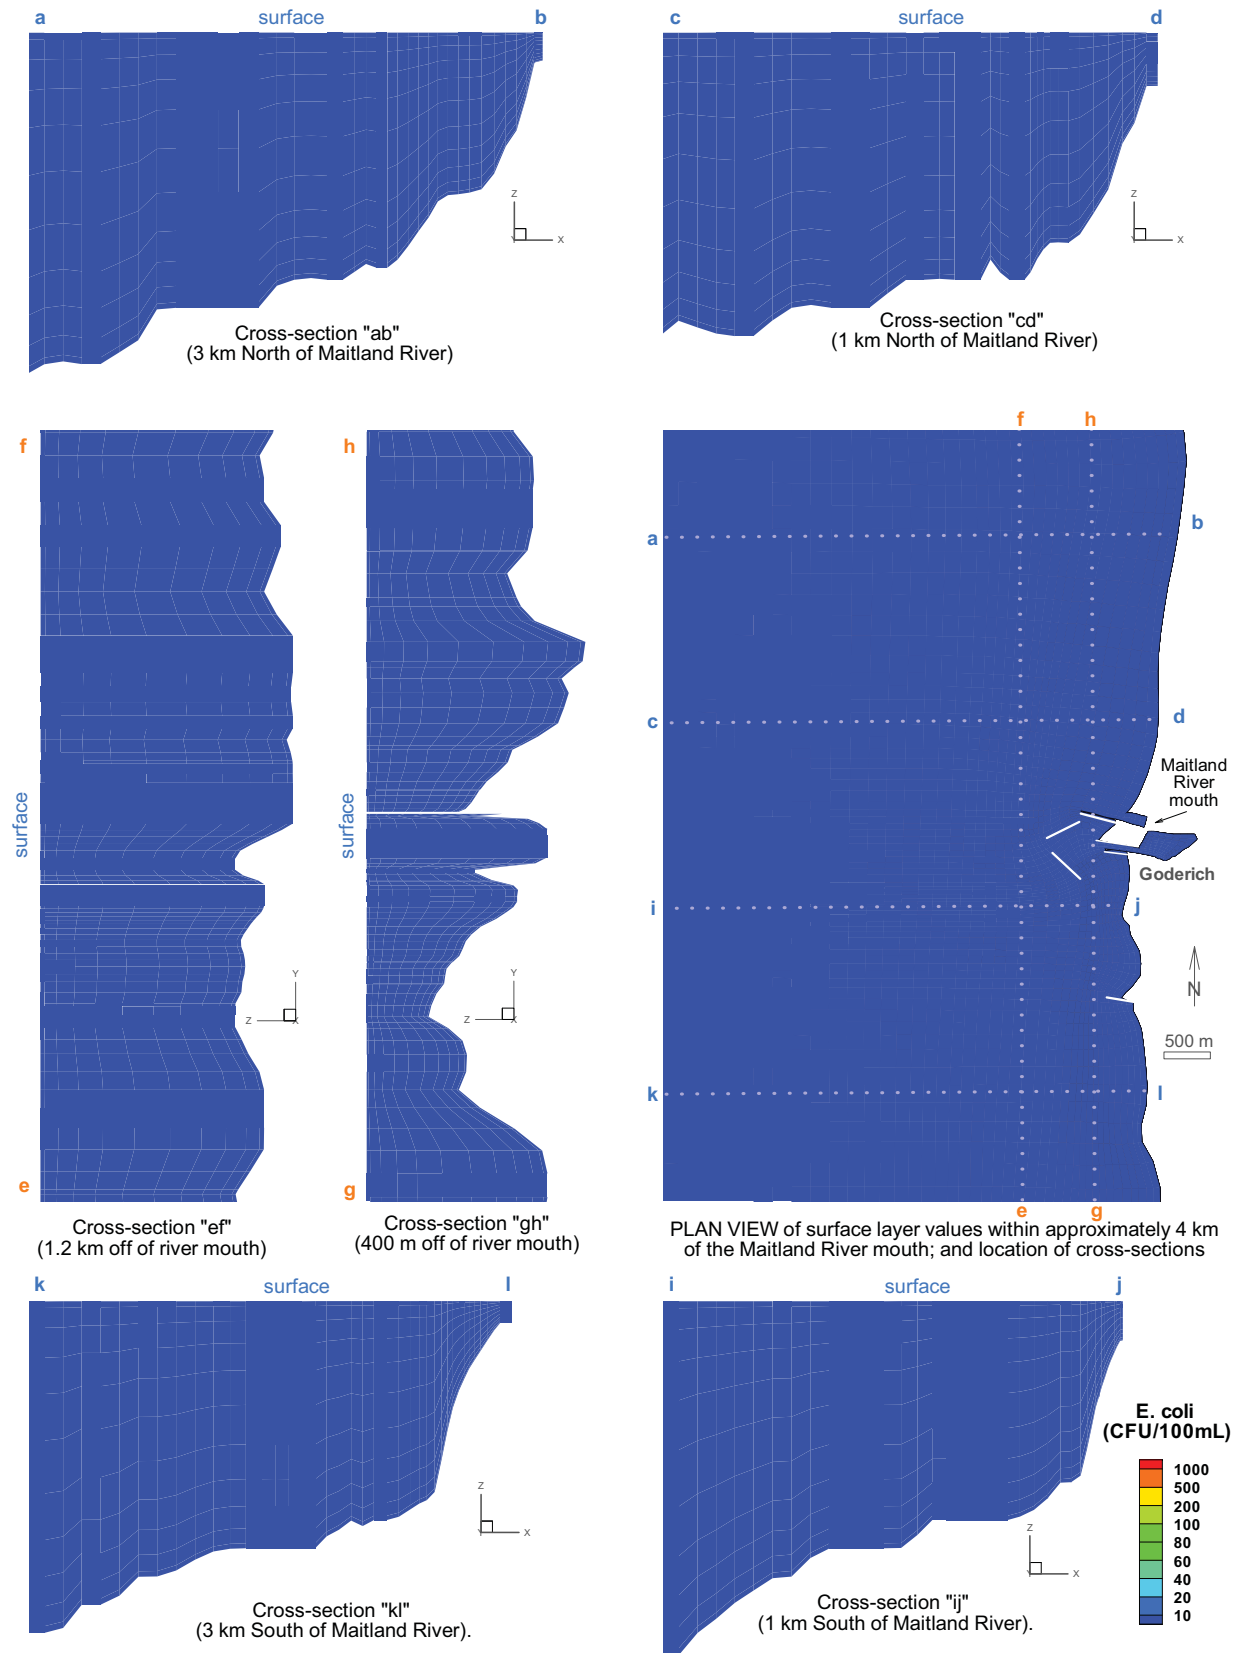 a surface b
c surface d
Z
X
Z
X
Cross-section "ab"
(3 km North of Maitland River)
Cross-section "cd"
(1 km North of Maitland River)
f
h
f h
a
b
c
d
Maitland
River
mouth
Goderich
surface
surface
i
j
Y
Z
X
Y
Z
X
N
500 m
k
l
e
g
e g
Cross-section "ef"
(1.2 km off of river mouth)
Cross-section "gh"
(400 m off of river mouth)
PLAN VIEW of surface layer values within approximately 4 km
of the Maitland River mouth; and location of cross-sections
k surface l
i surface j
Z
X
Z
X
Cross-section "kl"
(3 km South of Maitland River).
Cross-section "ij"
(1 km South of Maitland River).
E. coli
(CFU/100mL)
1000
500
200
100
80
60
40
20
10